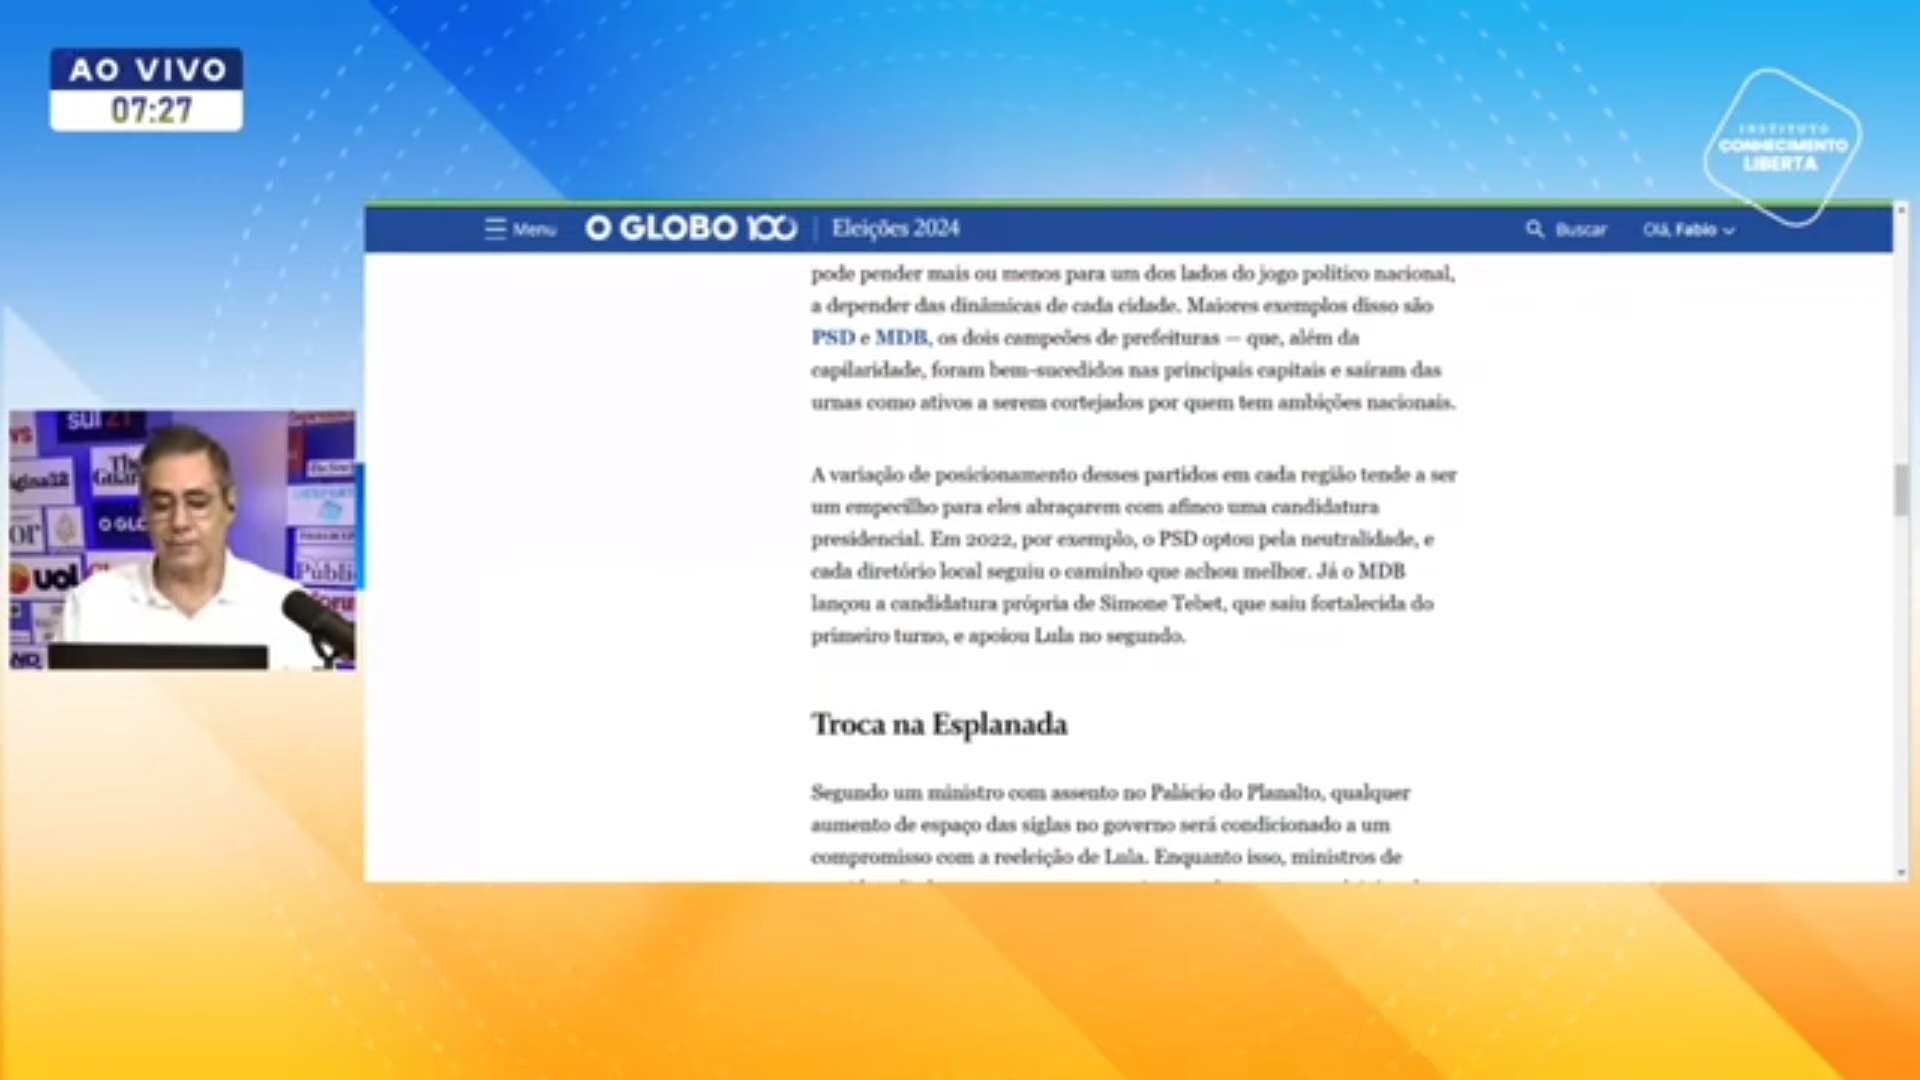 AO VIVO
07:27
INSTITUTO
CONHECIMENTO
LIBERTA
Menu
O GLOBO 100
Eleições 2024
Buscar
Olá, Fabio
pode pender mais ou menos para um dos lados do jogo político nacional,
a depender das dinâmicas de cada cidade. Maiores exemplos disso são
PSD e MDB, os dois campeões de prefeituras — que, além da
capilaridade, foram bem-sucedidos nas principais capitais e saíram das
urnas como ativos a serem cortejados por quem tem ambições nacionais.
A variação de posicionamento desses partidos em cada região tende a ser
um empecilho para eles abraçarem com afinco uma candidatura
presidencial. Em 2022, por exemplo, o PSD optou pela neutralidade, e
cada diretório local seguiu o caminho que achou melhor. Já o MDB
lançou a candidatura própria de Simone Tebet, que saiu fortalecida do
primeiro turno, e apoiou Lula no segundo.
Troca na Esplanada
Segundo um ministro com assento no Palácio do Planalto, qualquer
aumento de espaço das siglas no governo será condicionado a um
compromisso com a reeleição de Lula. Enquanto isso, ministros de
sul21
The
O GLO
uol
Públi